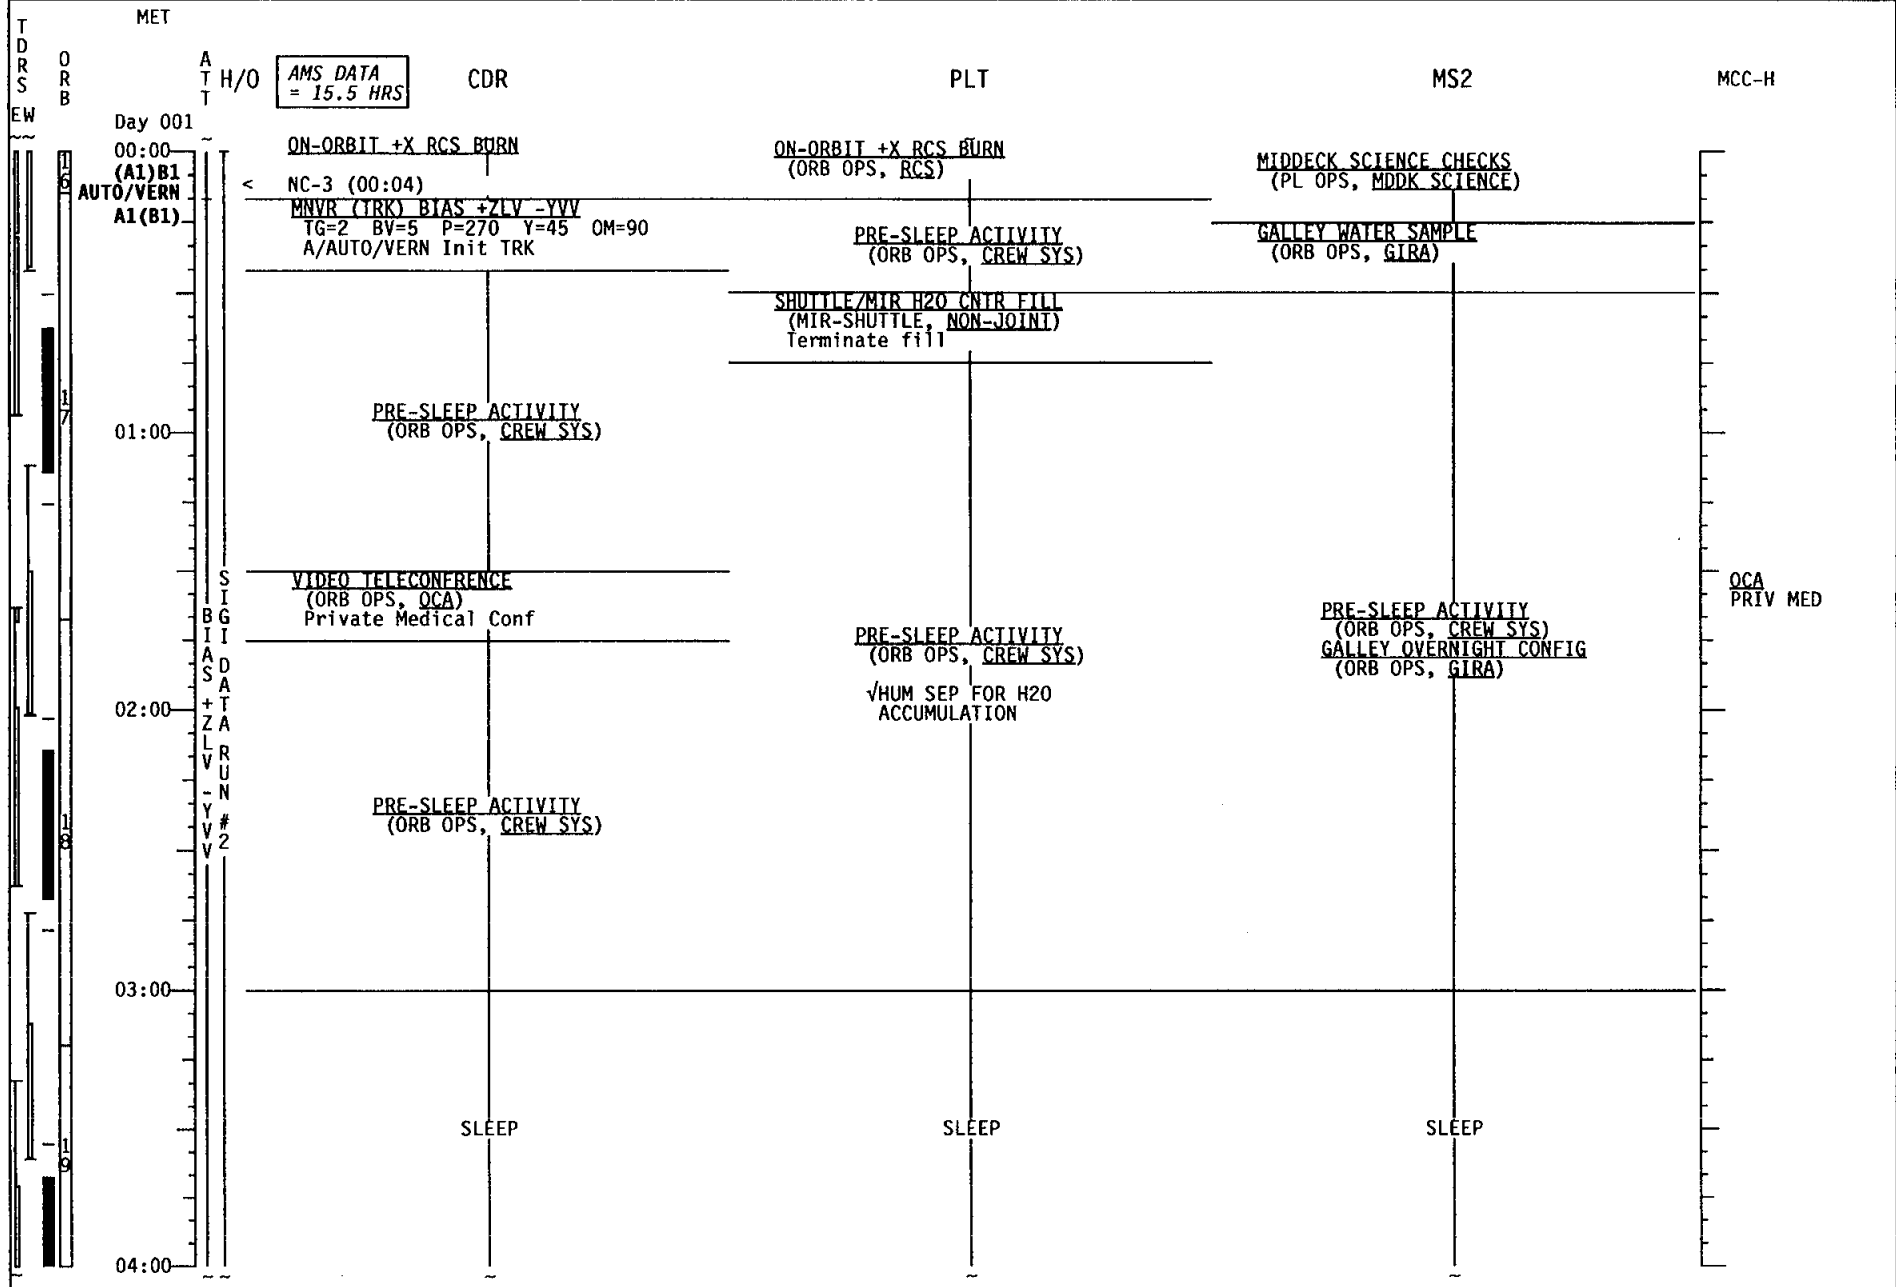 MET
TDRS
ORB
ATT
H/O
AMS DATA
= 15.5 HRS
CDR
PLT
MS2
MCC-H
EW
Day 001
00:00
(A1)B1
AUTO/VERN
A1(B1)
16
ON-ORBIT +X RCS BURN
< NC-3 (00:04)
MNVR (TRK) BIAS +ZLV -YVV
TG=2 BV=5 P=270 Y=45 OM=90
A/AUTO/VERN Init TRK
ON-ORBIT +X RCS BURN
(ORB OPS, RCS)
PRE-SLEEP ACTIVITY
(ORB OPS, CREW SYS)
SHUTTLE/MIR H2O CNTR FILL
(MIR-SHUTTLE, NON-JOINT)
Terminate fill
MIDDECK SCIENCE CHECKS
(PL OPS, MDDK SCIENCE)
GALLEY WATER SAMPLE
(ORB OPS, GIRA)
17
01:00
PRE-SLEEP ACTIVITY
(ORB OPS, CREW SYS)
BIAS +ZLV -YVV
SIGI DATA RUN #2
VIDEO TELECONFERENCE
(ORB OPS, OCA)
Private Medical Conf
PRE-SLEEP ACTIVITY
(ORB OPS, CREW SYS)
√HUM SEP FOR H2O
ACCUMULATION
PRE-SLEEP ACTIVITY
(ORB OPS, CREW SYS)
GALLEY OVERNIGHT CONFIG
(ORB OPS, GIRA)
OCA
PRIV MED
02:00
18
PRE-SLEEP ACTIVITY
(ORB OPS, CREW SYS)
03:00
19
SLEEP
SLEEP
SLEEP
04:00